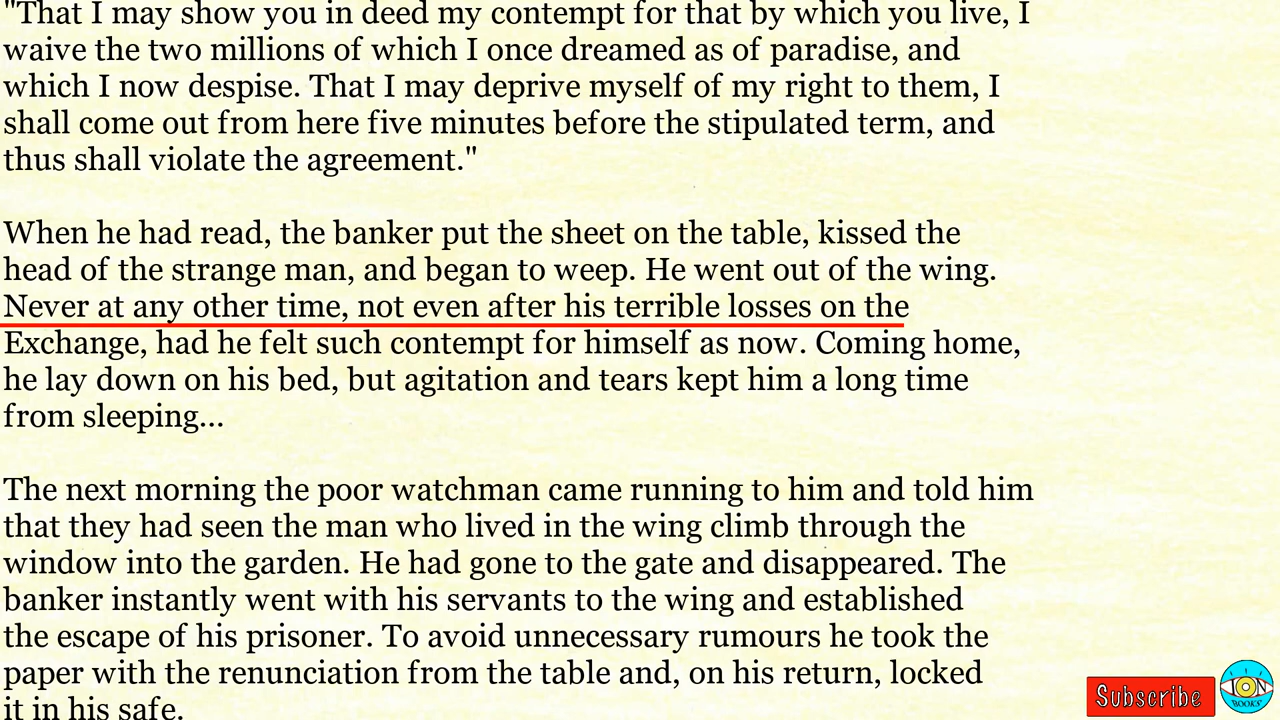 "That I may show you in deed my contempt for that by which you live, I
waive the two millions of which I once dreamed as of paradise, and
which I now despise. That I may deprive myself of my right to them, I
shall come out from here five minutes before the stipulated term, and
thus shall violate the agreement."
When he had read, the banker put the sheet on the table, kissed the
head of the strange man, and began to weep. He went out of the wing.
Never at any other time, not even after his terrible losses on the
Exchange, had he felt such contempt for himself as now. Coming home,
he lay down on his bed, but agitation and tears kept him a long time
from sleeping...
The next morning the poor watchman came running to him and told him
that they had seen the man who lived in the wing climb through the
window into the garden. He had gone to the gate and disappeared. The
banker instantly went with his servants to the wing and established
the escape of his prisoner. To avoid unnecessary rumours he took the
paper with the renunciation from the table and, on his return, locked
it in his safe.
Subscribe
ION
BOOKS